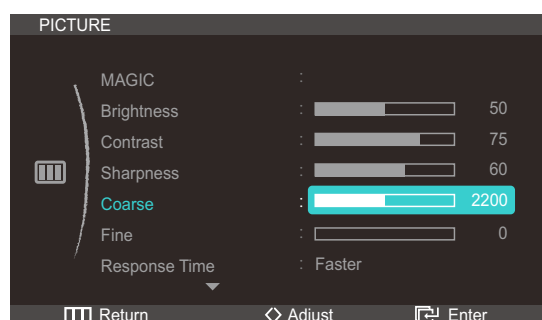 PICTURE
MAGIC :
Brightness : 50
Contrast : 75
Sharpness : 60
Coarse : 2200
Fine : 0
Response Time : Faster
Return Adjust Enter